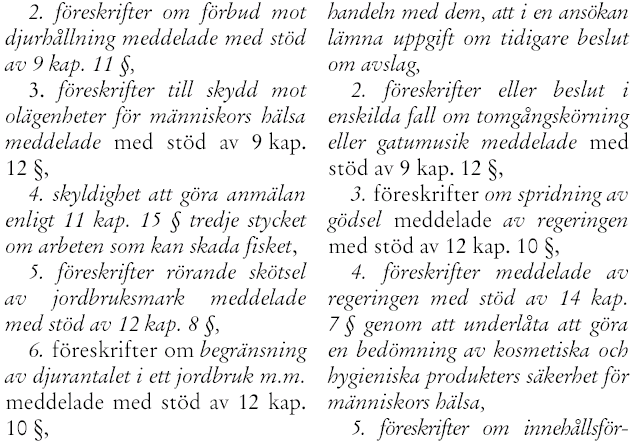 2. föreskrifter om förbud mot
djurhållning meddelade med stöd
av 9 kap. 11 §,
3. föreskrifter till skydd mot
olägenheter för människors hälsa
meddelade med stöd av 9 kap.
12 §,
4. skyldighet att göra anmälan
enligt 11 kap. 15 § tredje stycket
om arbeten som kan skada fisket,
5. föreskrifter rörande skötsel
av jordbruksmark meddelade
med stöd av 12 kap. 8 §,
6. föreskrifter om begränsning
av djurantalet i ett jordbruk m.m.
meddelade med stöd av 12 kap.
10 §,
handeln med dem, att i en ansökan
lämna uppgift om tidigare beslut
om avslag,
2. föreskrifter eller beslut i
enskilda fall om tomgångskörning
eller gatumusik meddelade med
stöd av 9 kap. 12 §,
3. föreskrifter om spridning av
gödsel meddelade av regeringen
med stöd av 12 kap. 10 §,
4. föreskrifter meddelade av
regeringen med stöd av 14 kap.
7 § genom att underlåta att göra
en bedömning av kosmetiska och
hygieniska produkters säkerhet för
människors hälsa,
5. föreskrifter om innehållsför-